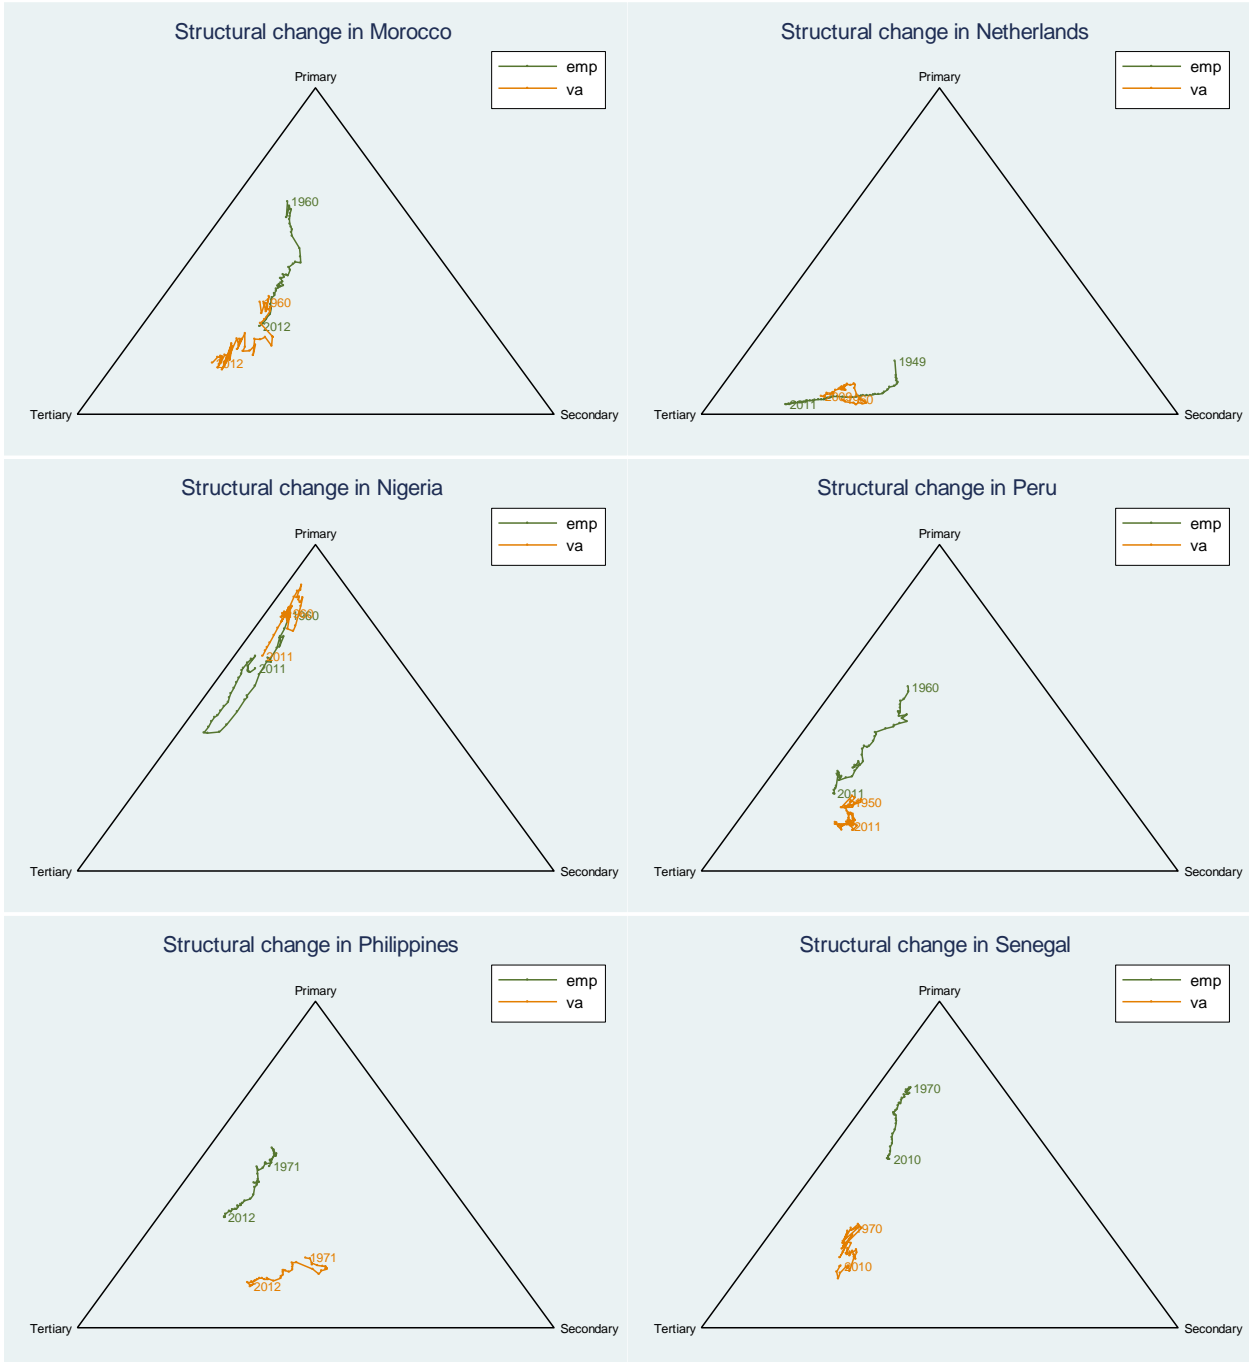 Structural change in Morocco
emp
va
Primary
1960
1960
2012
2012
Tertiary
Secondary
Structural change in Netherlands
emp
va
Primary
1949
2011
Tertiary
Secondary
Structural change in Nigeria
emp
va
Primary
1960
2011
2011
Tertiary
Secondary
Structural change in Peru
emp
va
Primary
1960
2011
1950
2011
Tertiary
Secondary
Structural change in Philippines
emp
va
Primary
1971
2012
1971
2012
Tertiary
Secondary
Structural change in Senegal
emp
va
Primary
1970
2010
1970
2010
Tertiary
Secondary